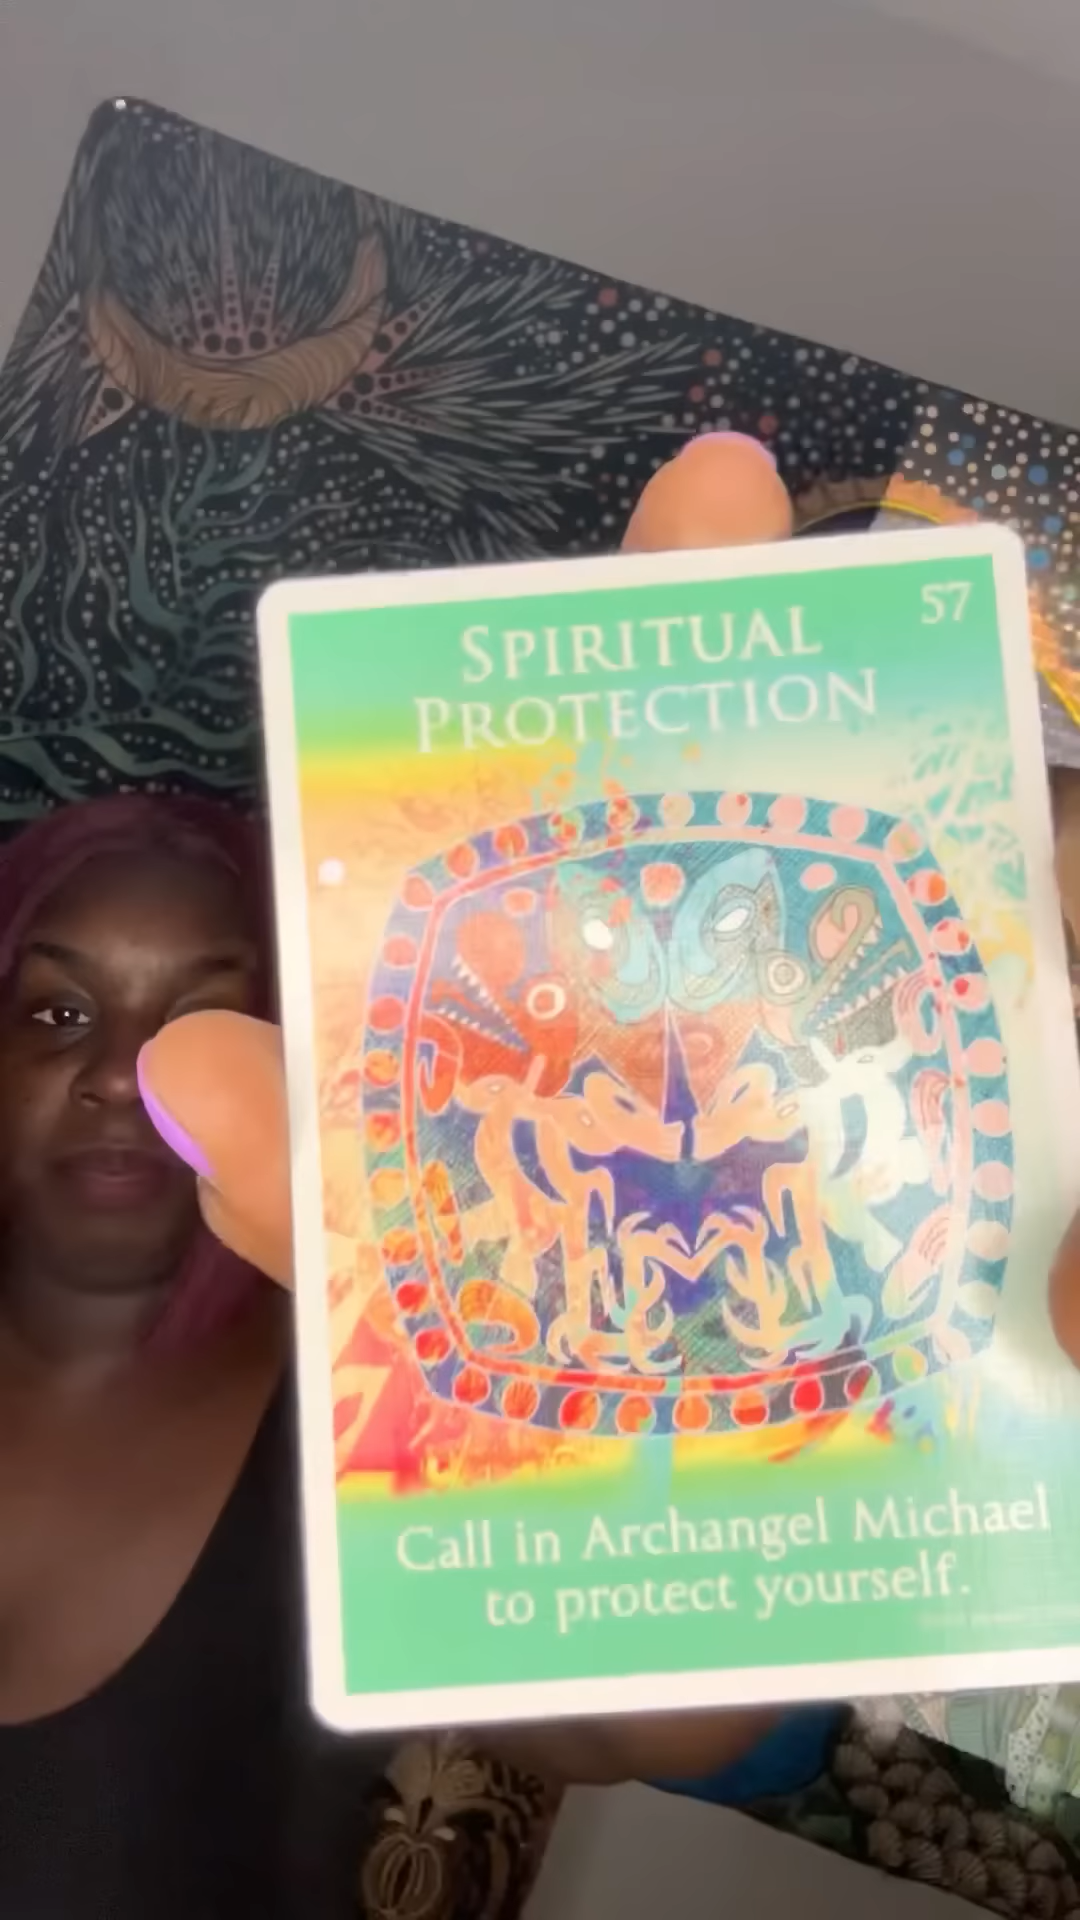 57
SPIRITUAL
PROTECTION
Call in Archangel Michael
to protect yourself.